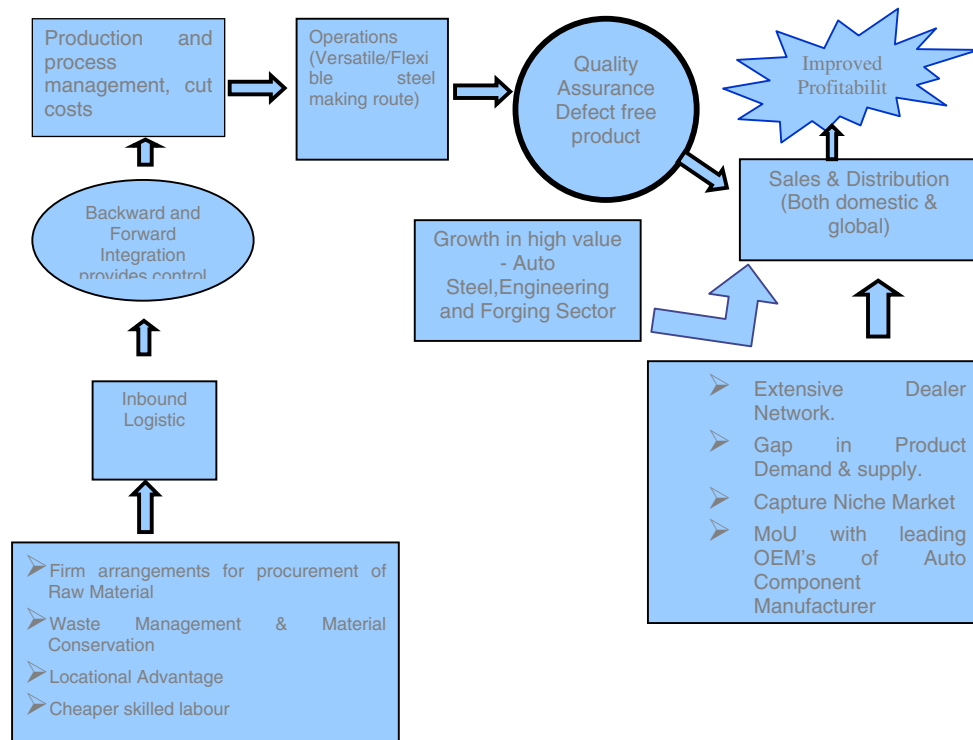 Production and
process
management, cut
costs
Operations
(Versatile/Flexi
ble steel
making route)
Quality
Assurance
Defect free
product
Improved
Profitabilit
Sales & Distribution
(Both domestic &
global)
Backward and
Forward
Integration
provides control
Growth in high value
- Auto
Steel,Engineering
and Forging Sector
Inbound
Logistic
Extensive Dealer
Network.
Gap in Product
Demand & supply.
Capture Niche Market
MoU with leading
OEM's of Auto
Component
Manufacturer
Firm arrangements for procurement of
Raw Material
Waste Management & Material
Conservation
Locational Advantage
Cheaper skilled labour